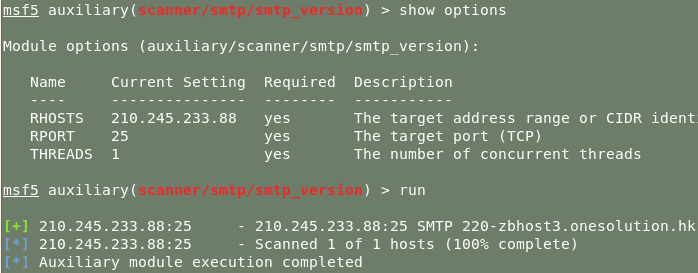 msf5 auxiliary(scanner/smtp/smtp_version) > show options
Module options (auxiliary/scanner/smtp/smtp_version):
Name Current Setting Required Description
---- --------------- -------- -----------
RHOSTS 210.245.233.88 yes The target address range or CIDR identi
RPORT 25 yes The target port (TCP)
THREADS 1 yes The number of concurrent threads
msf5 auxiliary(scanner/smtp/smtp_version) > run
[+] 210.245.233.88:25 - 210.245.233.88:25 SMTP 220-zbhost3.onesolution.hk
[*] 210.245.233.88:25 - Scanned 1 of 1 hosts (100% complete)
[*] Auxiliary module execution completed